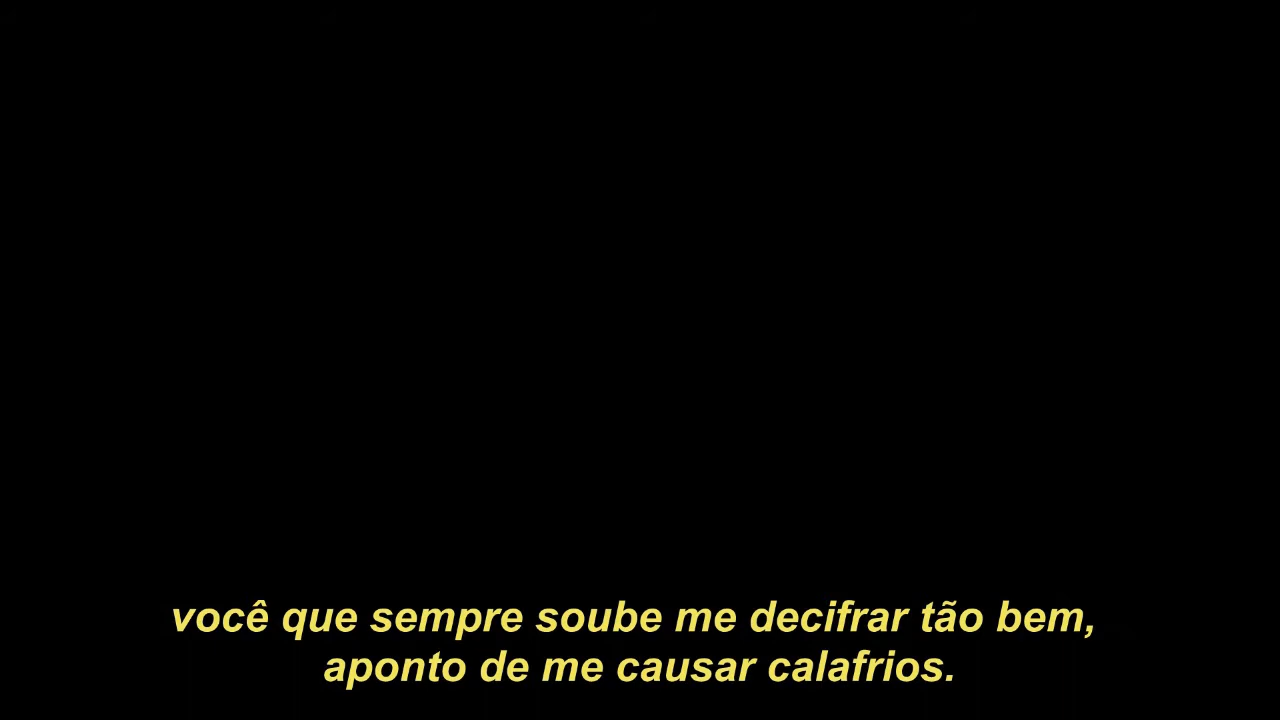 você que sempre soube me decifrar tão bem,
aponto de me causar calafrios.